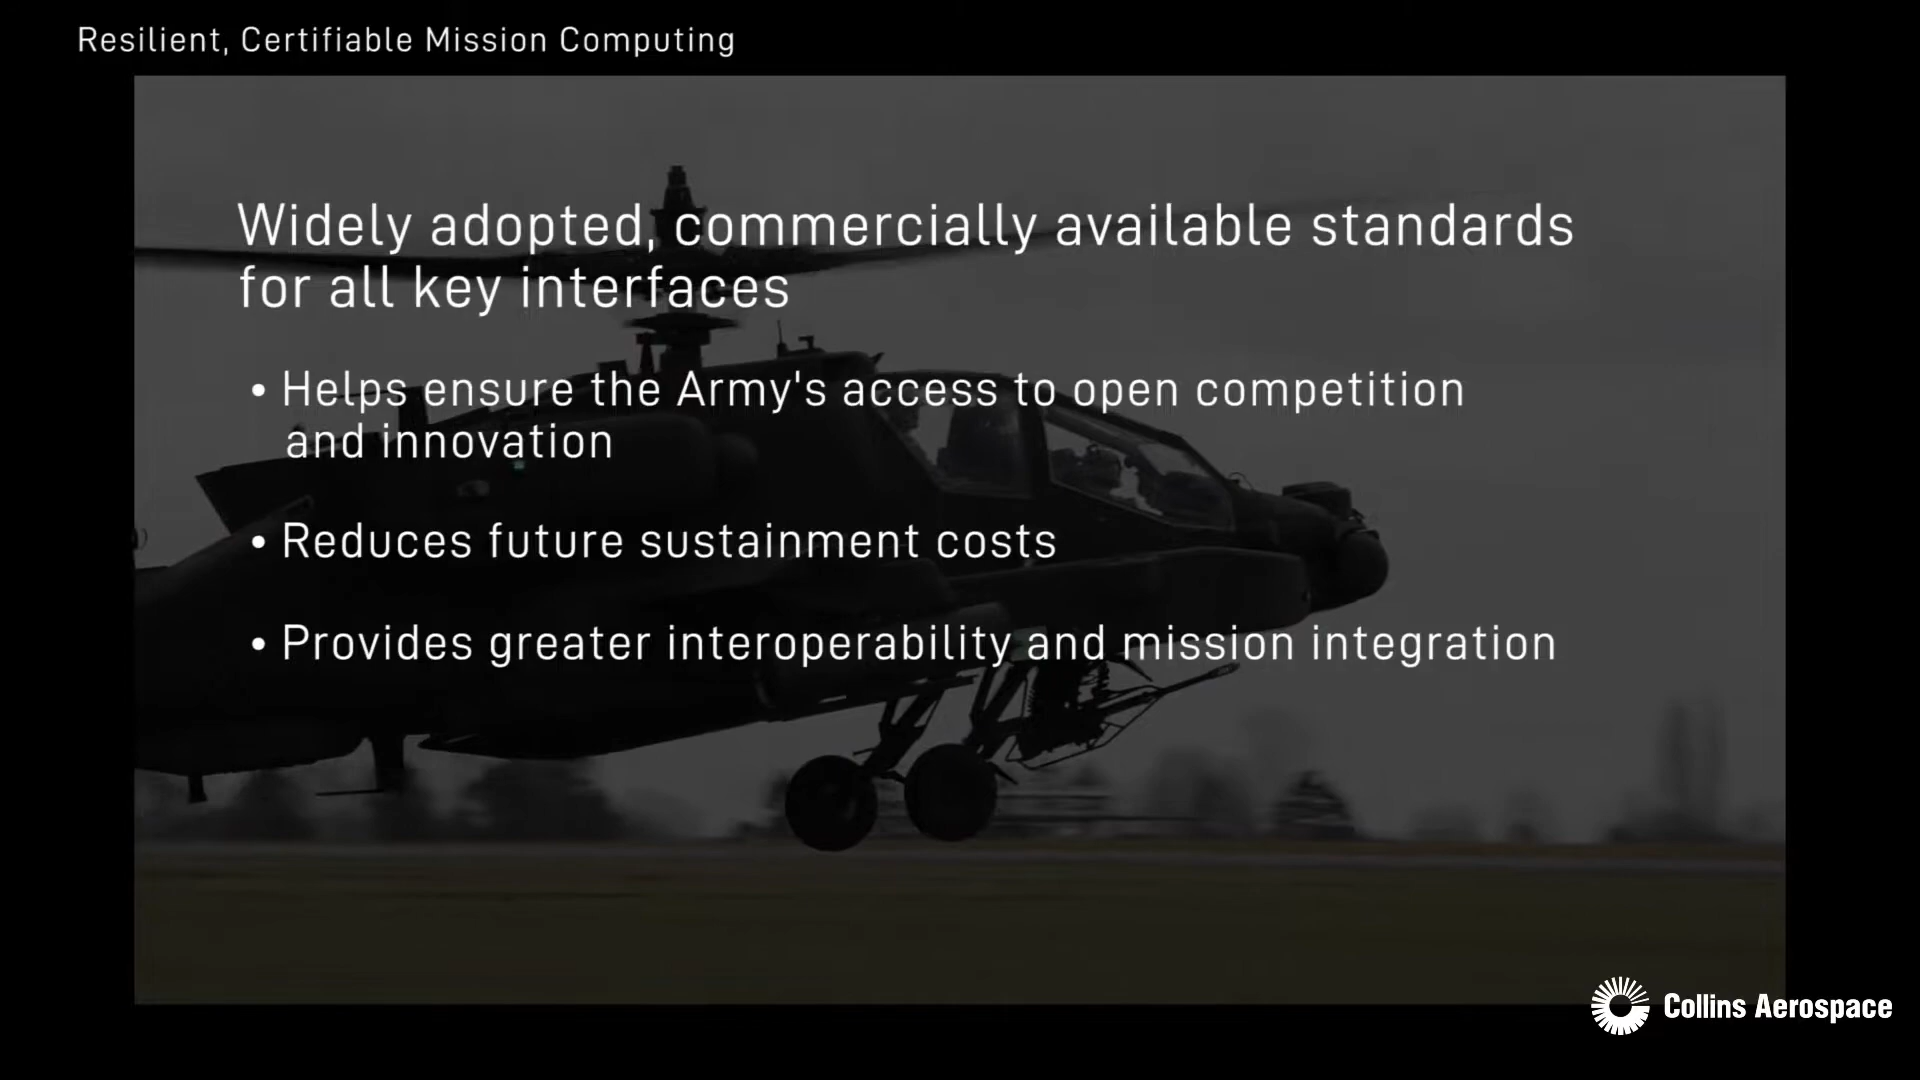 Resilient, Certifiable Mission Computing
Widely adopted, commercially available standards
for all key interfaces
• Helps ensure the Army's access to open competition
and innovation
• Reduces future sustainment costs
• Provides greater interoperability and mission integration
Collins Aerospace